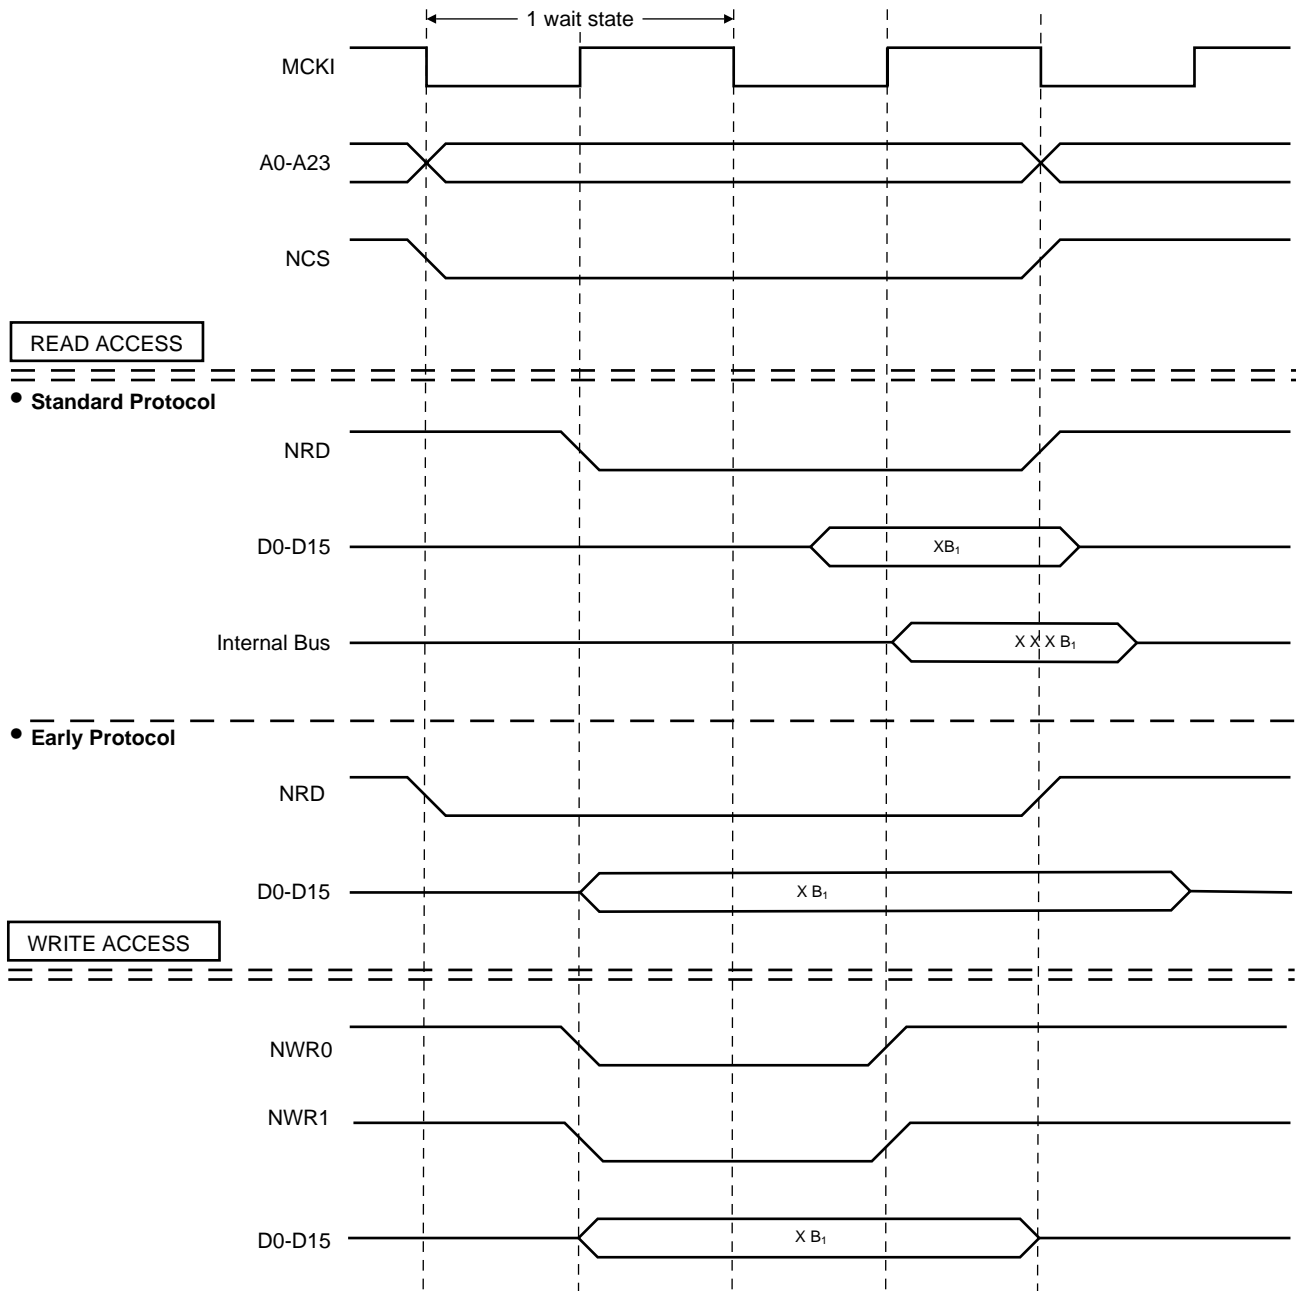 1 wait state
MCKI
A0-A23
NCS
READ ACCESS
• Standard Protocol
NRD
D0-D15
XB₁
Internal Bus
X X X B₁
• Early Protocol
NRD
D0-D15
X B₁
WRITE ACCESS
NWR0
NWR1
D0-D15
X B₁